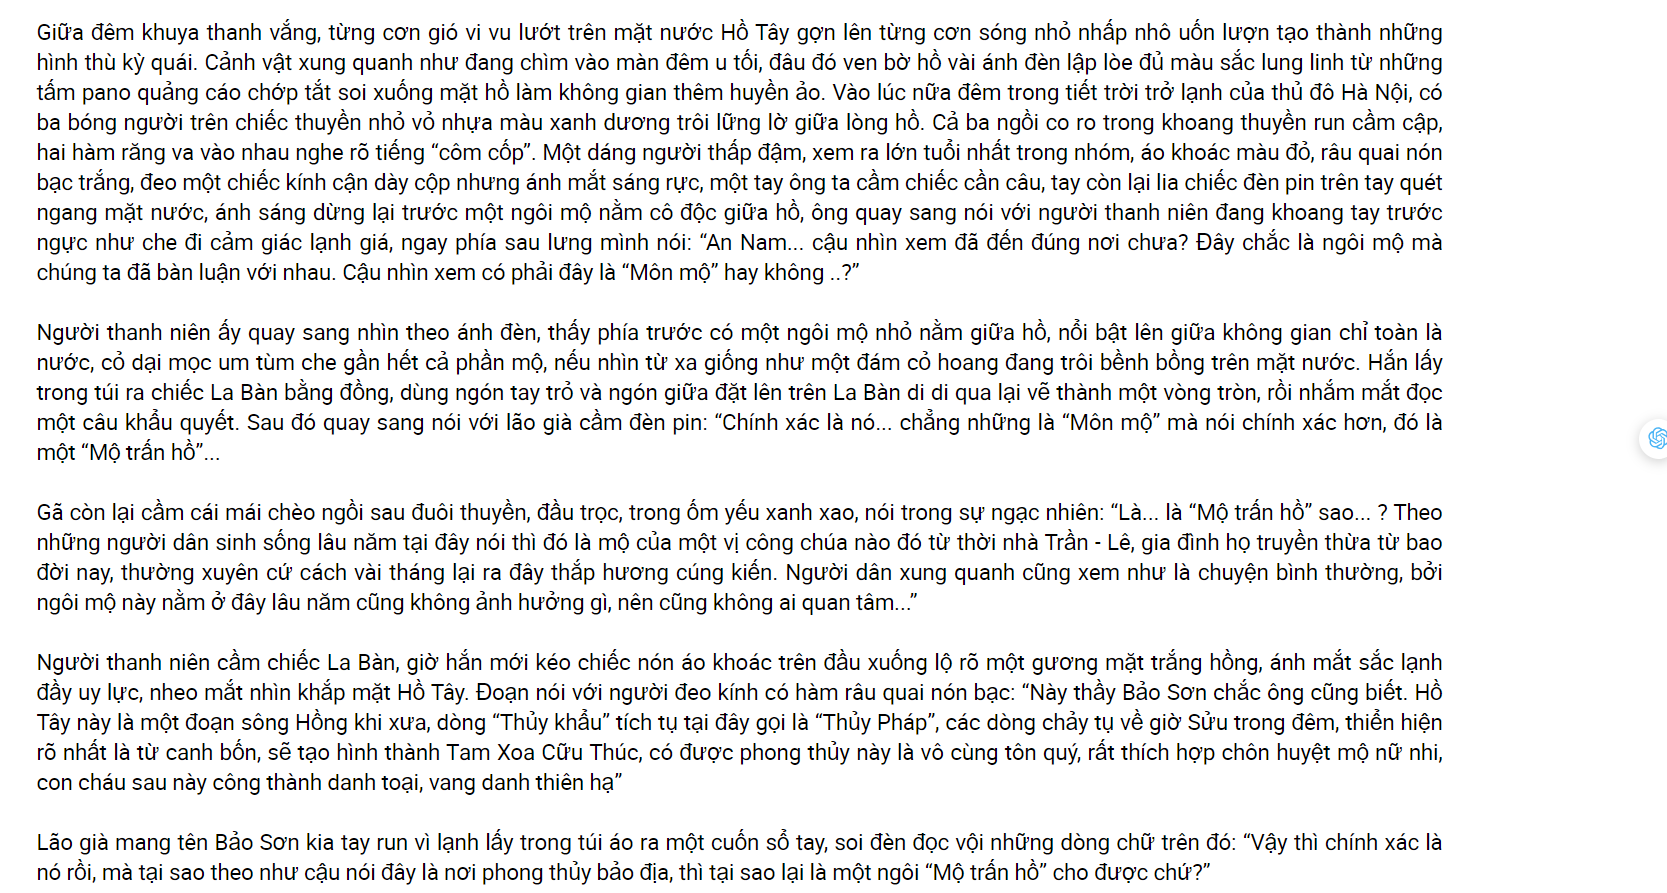 Giữa đêm khuya thanh vắng, từng cơn gió vi vu lướt trên mặt nước Hồ Tây gợn lên từng cơn sóng nhỏ nhấp nhô uốn lượn tạo thành những
hình thù kỳ quái. Cảnh vật xung quanh như đang chìm vào màn đêm u tối, đâu đó ven bờ hồ vài ánh đèn lập lòe đủ màu sắc lung linh từ những
tấm pano quảng cáo chớp tắt soi xuống mặt hồ làm không gian thêm huyền ảo. Vào lúc nữa đêm trong tiết trời trở lạnh của thủ đô Hà Nội, có
ba bóng người trên chiếc thuyền nhỏ vỏ nhựa màu xanh dương trôi lững lờ giữa lòng hồ. Cả ba ngồi co ro trong khoang thuyền run cầm cập,
hai hàm răng va vào nhau nghe rõ tiếng “côm cốp”. Một dáng người thấp đậm, xem ra lớn tuổi nhất trong nhóm, áo khoác màu đỏ, râu quai nón
bạc trắng, đeo một chiếc kính cận dày cộp nhưng ánh mắt sáng rực, một tay ông ta cầm chiếc cần câu, tay còn lại lia chiếc đèn pin trên tay quét
ngang mặt nước, ánh sáng dừng lại trước một ngôi mộ nằm cô độc giữa hồ, ông quay sang nói với người thanh niên đang khoang tay trước
ngực như che đi cảm giác lạnh giá, ngay phía sau lưng mình nói: “An Nam... cậu nhìn xem đã đến đúng nơi chưa? Đây chắc là ngôi mộ mà
chúng ta đã bàn luận với nhau. Cậu nhìn xem có phải đây là “Môn mộ” hay không ..?”
Người thanh niên ấy quay sang nhìn theo ánh đèn, thấy phía trước có một ngôi mộ nhỏ nằm giữa hồ, nổi bật lên giữa không gian chỉ toàn là
nước, cỏ dại mọc um tùm che gần hết cả phần mộ, nếu nhìn từ xa giống như một đám cỏ hoang đang trôi bềnh bồng trên mặt nước. Hắn lấy
trong túi ra chiếc La Bàn bằng đồng, dùng ngón tay trỏ và ngón giữa đặt lên trên La Bàn di di qua lại vẽ thành một vòng tròn, rồi nhắm mắt đọc
một câu khẩu quyết. Sau đó quay sang nói với lão già cầm đèn pin: “Chính xác là nó... chẳng những là “Môn mộ” mà nói chính xác hơn, đó là
một “Mộ trấn hồ”...
Gã còn lại cầm cái mái chèo ngồi sau đuôi thuyền, đầu trọc, trong ốm yếu xanh xao, nói trong sự ngạc nhiên: “Là... là “Mộ trấn hồ” sao... ? Theo
những người dân sinh sống lâu năm tại đây nói thì đó là mộ của một vị công chúa nào đó từ thời nhà Trần - Lê, gia đình họ truyền thừa từ bao
đời nay, thường xuyên cứ cách vài tháng lại ra đây thắp hương cúng kiến. Người dân xung quanh cũng xem như là chuyện bình thường, bởi
ngôi mộ này nằm ở đây lâu năm cũng không ảnh hưởng gì, nên cũng không ai quan tâm...”
Người thanh niên cầm chiếc La Bàn, giờ hắn mới kéo chiếc nón áo khoác trên đầu xuống lộ rõ một gương mặt trắng hồng, ánh mắt sắc lạnh
đầy uy lực, nheo mắt nhìn khắp mặt Hồ Tây. Đoạn nói với người đeo kính có hàm râu quai nón bạc: “Này thầy Bảo Sơn chắc ông cũng biết. Hồ
Tây này là một đoạn sông Hồng khi xưa, dòng “Thủy khẩu” tích tụ tại đây gọi là “Thủy Pháp”, các dòng chảy tụ về giờ Sửu trong đêm, thiển hiện
rõ nhất là từ canh bốn, sẽ tạo hình thành Tam Xoa Cữu Thúc, có được phong thủy này là vô cùng tôn quý, rất thích hợp chôn huyệt mộ nữ nhi,
con cháu sau này công thành danh toại, vang danh thiên hạ”
Lão già mang tên Bảo Sơn kia tay run vì lạnh lấy trong túi áo ra một cuốn sổ tay, soi đèn đọc vội những dòng chữ trên đó: “Vậy thì chính xác là
nó rồi, mà tại sao theo như cậu nói đây là nơi phong thủy bảo địa, thì tại sao lại là một ngôi “Mộ trấn hồ” cho được chứ?”